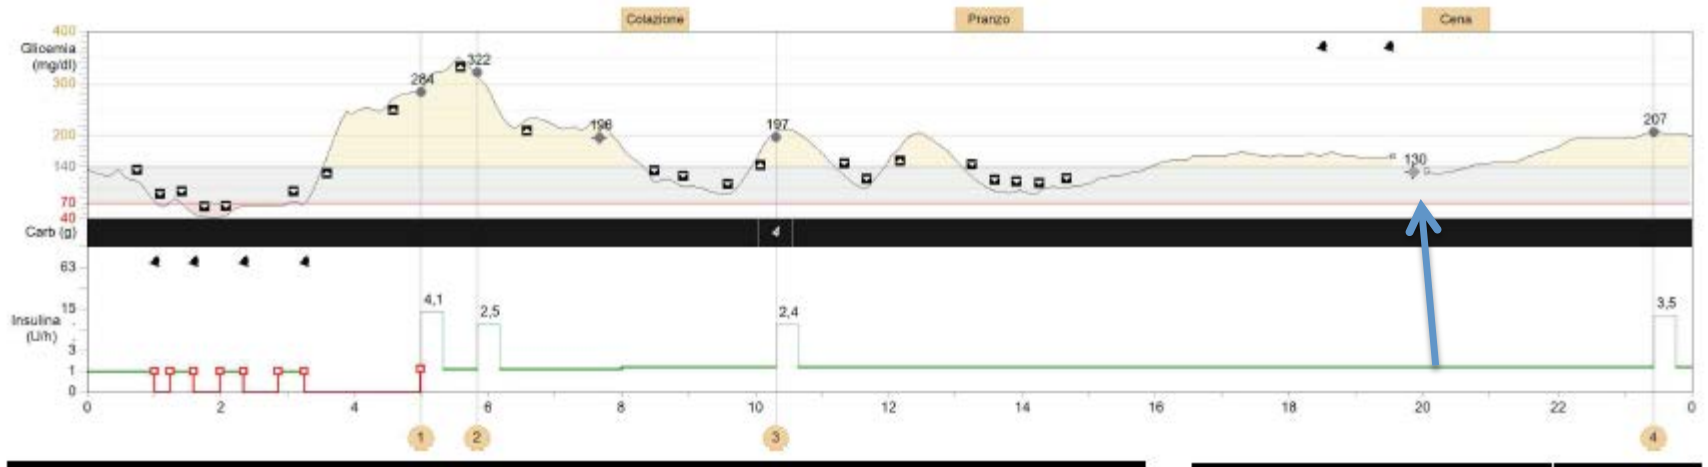 Colazione Pranzo Cena
400
Glicemia
(mg/dl)
300
200
140
70
40
284
322
196
197
130
207
Carb (g)
4
63
15
Insulina
(U/h)
3
1
0
4,1
2,5
2,4
3,5
0 2 4 6 8 10 12 14 16 18 20 22 0
1 2 3 4